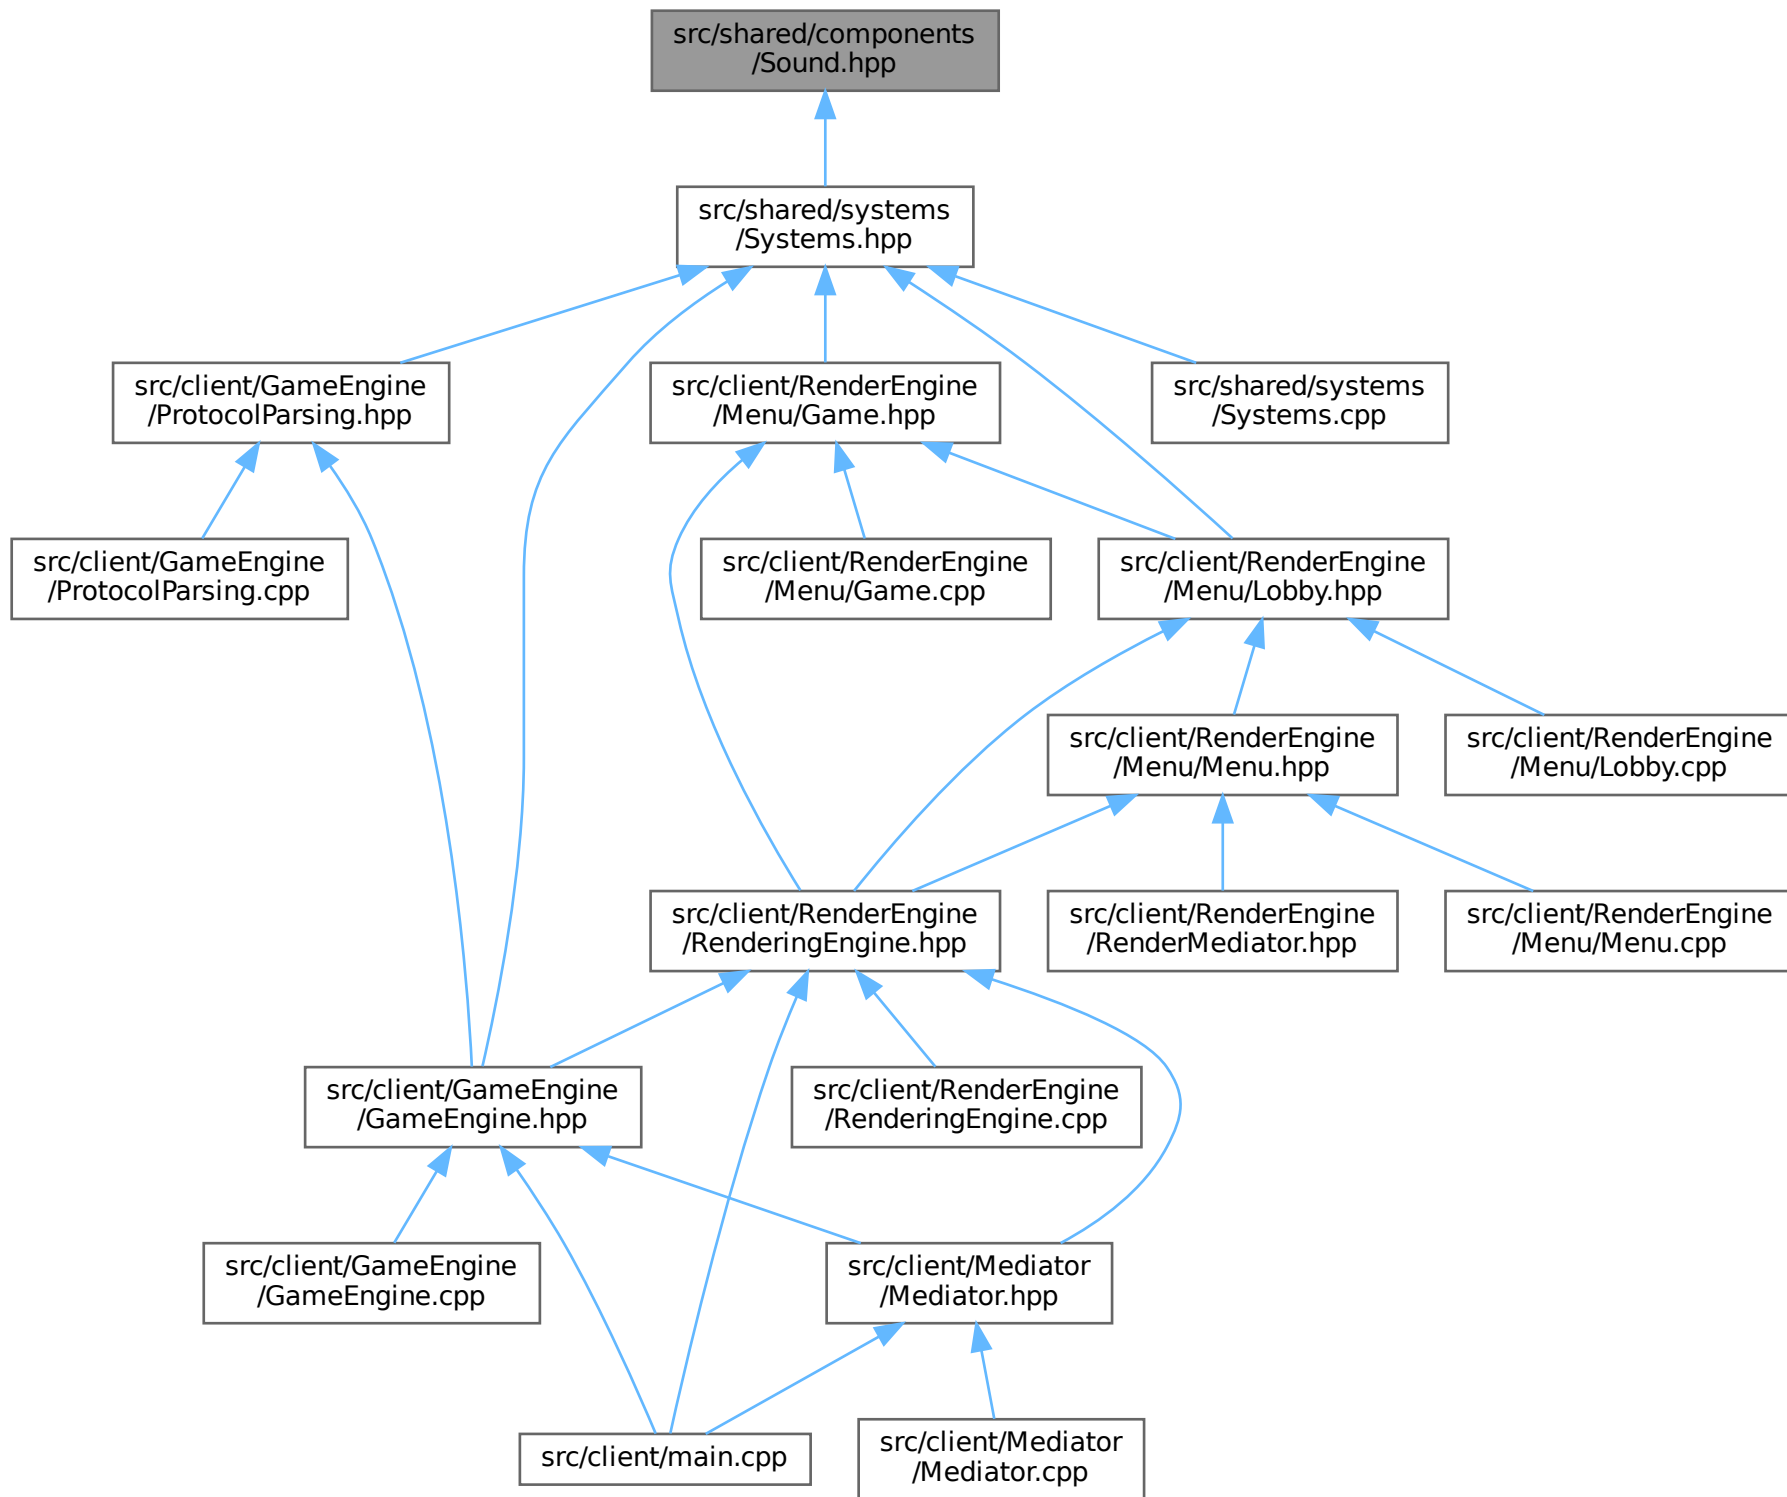 src/shared/components
/Sound.hpp
src/shared/systems
/Systems.hpp
src/client/GameEngine
/ProtocolParsing.hpp
src/client/RenderEngine
/Menu/Game.hpp
src/shared/systems
/Systems.cpp
src/client/GameEngine
/ProtocolParsing.cpp
src/client/RenderEngine
/Menu/Game.cpp
src/client/RenderEngine
/Menu/Lobby.hpp
src/client/RenderEngine
/Menu/Menu.hpp
src/client/RenderEngine
/Menu/Lobby.cpp
src/client/RenderEngine
/RenderingEngine.hpp
src/client/RenderEngine
/RenderMediator.hpp
src/client/RenderEngine
/Menu/Menu.cpp
src/client/GameEngine
/GameEngine.hpp
src/client/RenderEngine
/RenderingEngine.cpp
src/client/GameEngine
/GameEngine.cpp
src/client/Mediator
/Mediator.hpp
src/client/main.cpp
src/client/Mediator
/Mediator.cpp